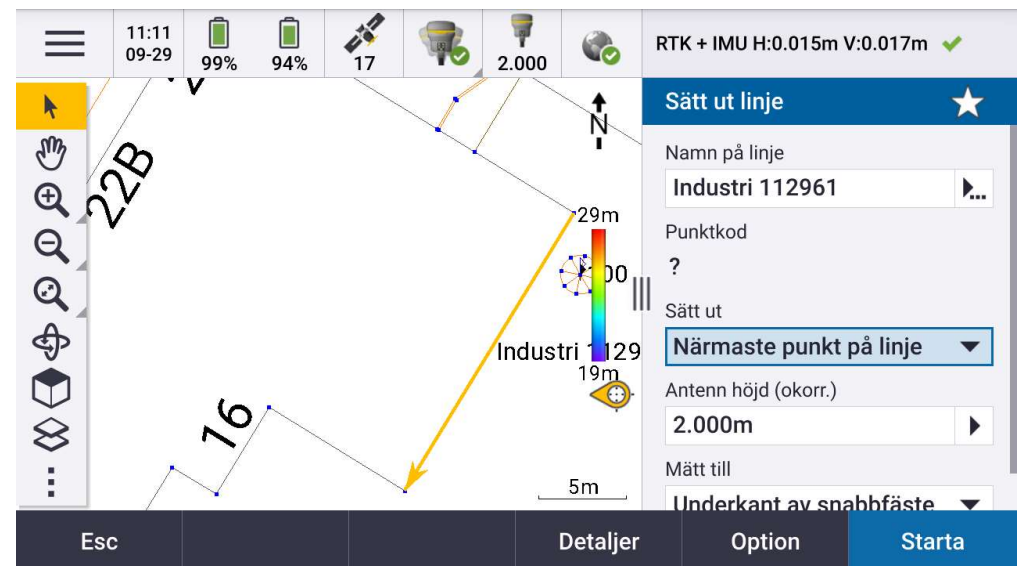 11:11
09-29
99%
94%
17
2.000
RTK + IMU H:0.015m V:0.017m
Sätt ut linje
Namn på linje
Industri 112961
Punktkod
?
Sätt ut
Närmaste punkt på linje
Antenn höjd (okorr.)
2.000m
Mätt till
Underkant av snabbfäste
22B
N
29m
00
Industri 1129
19m
16
5m
Esc
Detaljer
Option
Starta